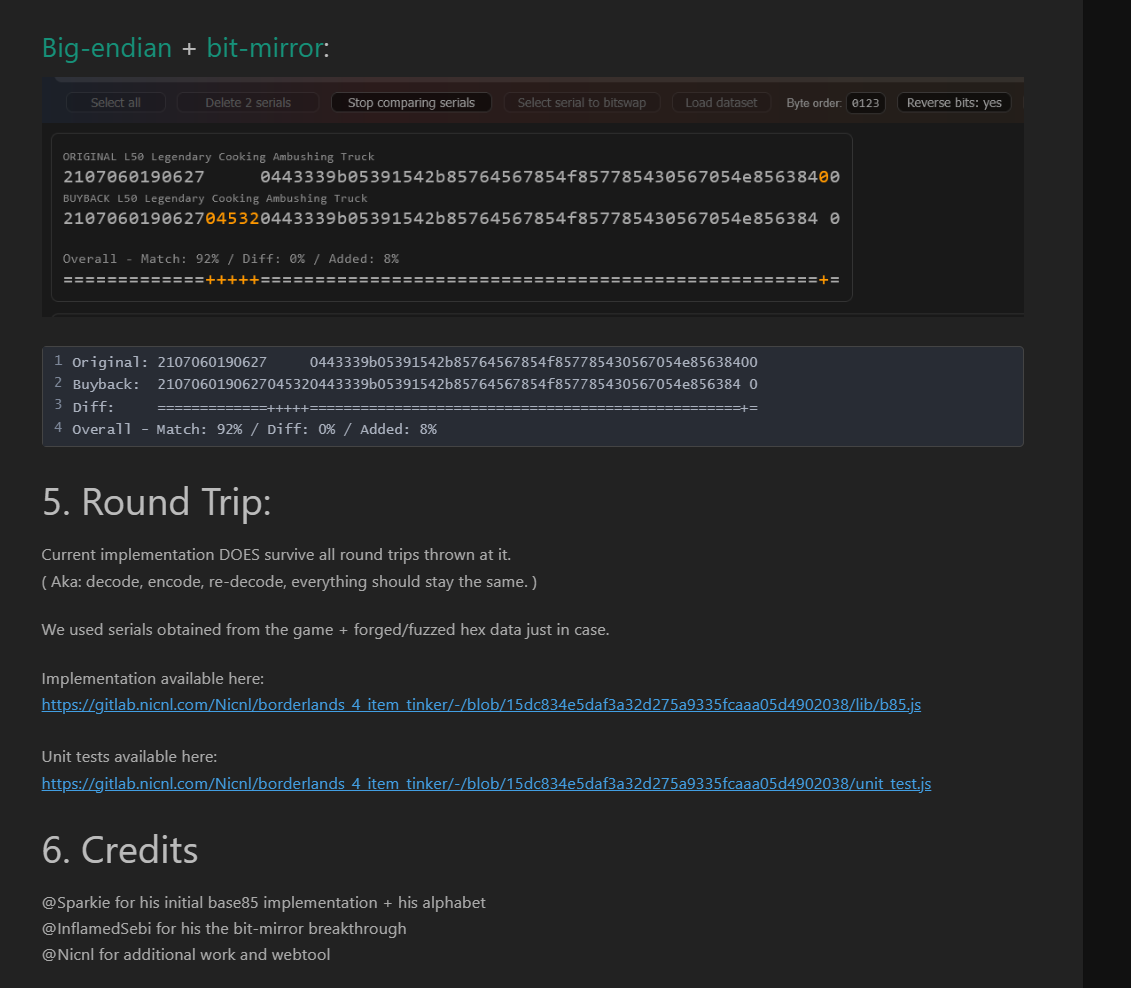 Big-endian + bit-mirror:
Select all Delete 2 serials Stop comparing serials Select serial to bitswap Load dataset Byte order: 0123 Reverse bits: yes
ORIGINAL L50 Legendary Cooking Ambushing Truck
2107060190627     0443339b05391542b85764567854f857785430567054e85638400
BUYBACK L50 Legendary Cooking Ambushing Truck
2107060190627045320443339b05391542b85764567854f857785430567054e856384 0
Overall - Match: 92% / Diff: 0% / Added: 8%
=============+++++===================================================+=
1 Original: 2107060190627     0443339b05391542b85764567854f857785430567054e85638400
2 Buyback:  2107060190627045320443339b05391542b85764567854f857785430567054e856384 0
3 Diff:     =============+++++===================================================+=
4 Overall - Match: 92% / Diff: 0% / Added: 8%
5. Round Trip:
Current implementation DOES survive all round trips thrown at it.
( Aka: decode, encode, re-decode, everything should stay the same. )
We used serials obtained from the game + forged/fuzzed hex data just in case.
Implementation available here:
https://gitlab.nicnl.com/Nicnl/borderlands_4_item_tinker/-/blob/15dc834e5daf3a32d275a9335fcaaa05d4902038/lib/b85.js
Unit tests available here:
https://gitlab.nicnl.com/Nicnl/borderlands_4_item_tinker/-/blob/15dc834e5daf3a32d275a9335fcaaa05d4902038/unit_test.js
6. Credits
@Sparkie for his initial base85 implementation + his alphabet
@InflamedSebi for his the bit-mirror breakthrough
@Nicnl for additional work and webtool